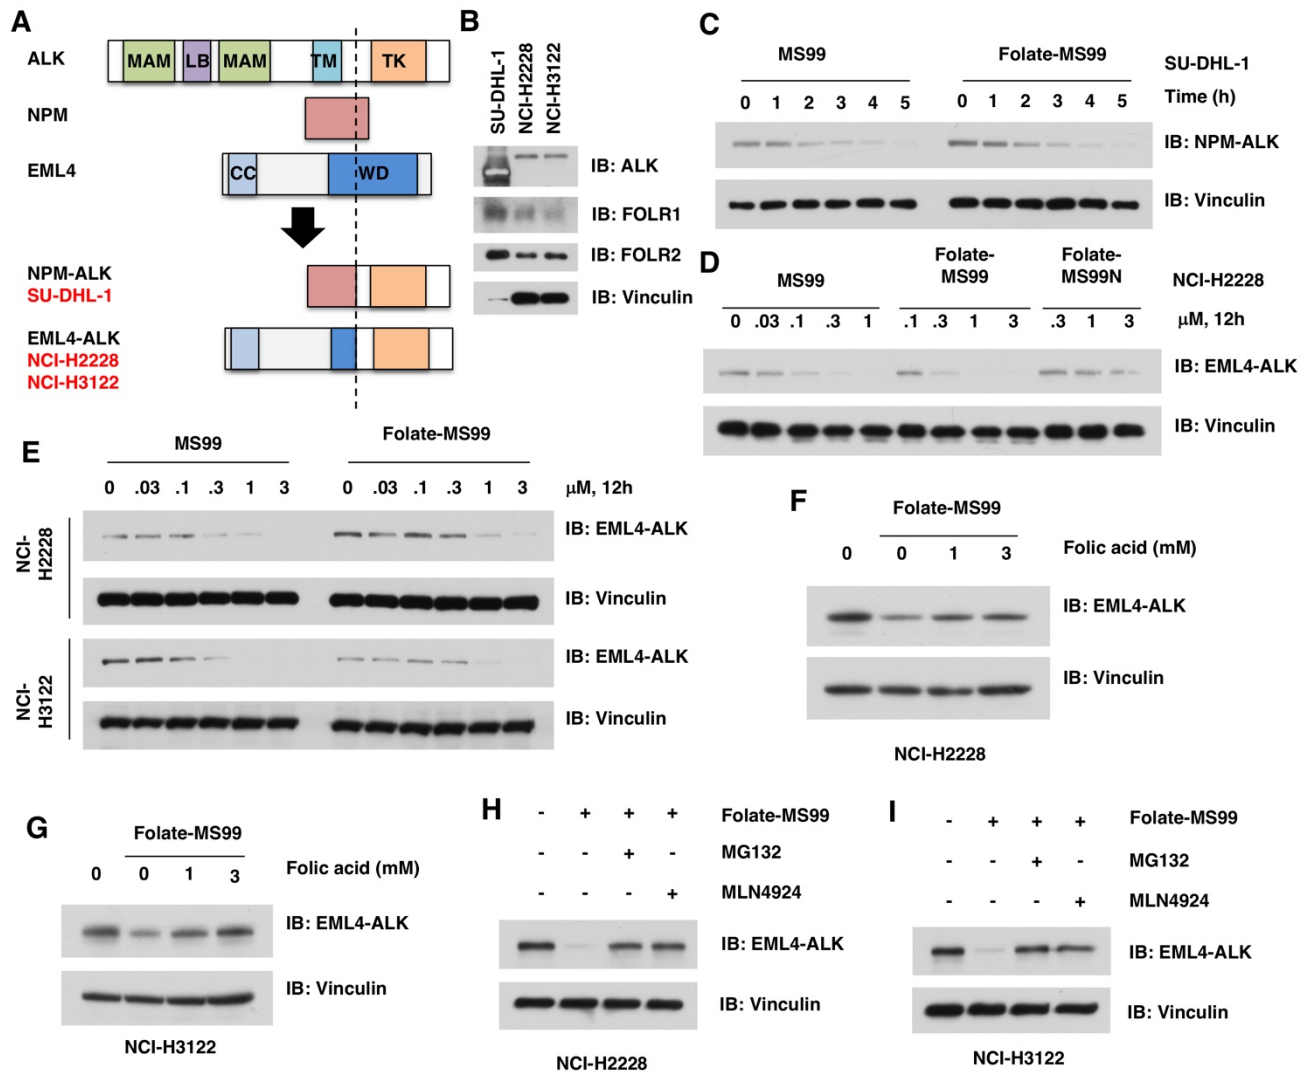 A
ALK
MAM
LB
MAM
TM
TK
NPM
EML4
CC
WD
NPM-ALK
SU-DHL-1
EML4-ALK
NCI-H2228
NCI-H3122
B
SU-DHL-1
NCI-H2228
NCI-H3122
IB: ALK
IB: FOLR1
IB: FOLR2
IB: Vinculin
C
MS99 Folate-MS99
SU-DHL-1
0 1 2 3 4 5 0 1 2 3 4 5 Time (h)
IB: NPM-ALK
IB: Vinculin
D
MS99 Folate-MS99 Folate-MS99N
NCI-H2228
0 .03 .1 .3 1 .1 .3 1 3 .3 1 3 μM, 12h
IB: EML4-ALK
IB: Vinculin
E
MS99 Folate-MS99
0 .03 .1 .3 1 3 0 .03 .1 .3 1 3 μM, 12h
NCI-H2228
IB: EML4-ALK
IB: Vinculin
NCI-H3122
IB: EML4-ALK
IB: Vinculin
F
Folate-MS99
0 0 1 3 Folic acid (mM)
IB: EML4-ALK
IB: Vinculin
NCI-H2228
G
Folate-MS99
0 0 1 3 Folic acid (mM)
IB: EML4-ALK
IB: Vinculin
NCI-H3122
H
- + + + Folate-MS99
- - + - MG132
- - - + MLN4924
IB: EML4-ALK
IB: Vinculin
NCI-H2228
I
- + + + Folate-MS99
- - + - MG132
- - - + MLN4924
IB: EML4-ALK
IB: Vinculin
NCI-H3122